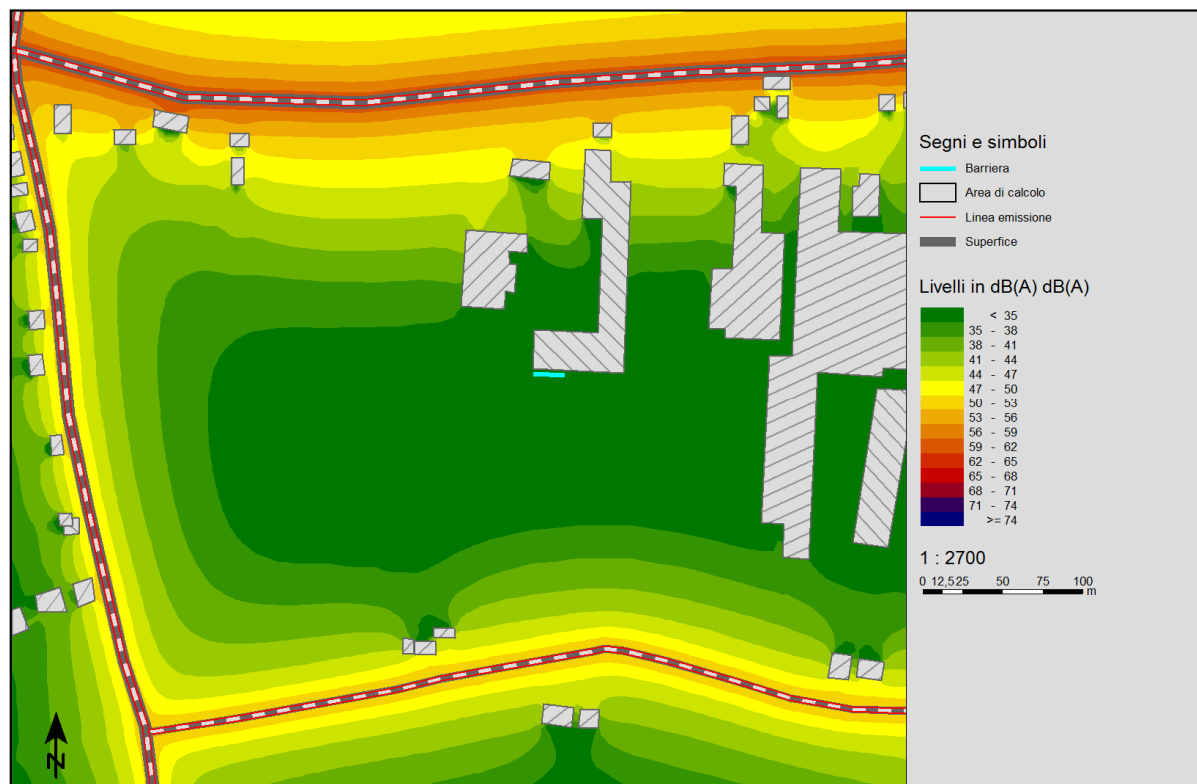 Segni e simboli
Barriera
Area di calcolo
Linea emissione
Superfice
Livelli in dB(A) dB(A)
< 35
35 - 38
38 - 41
41 - 44
44 - 47
47 - 50
50 - 53
53 - 56
56 - 59
59 - 62
62 - 65
65 - 68
68 - 71
71 - 74
>= 74
1 : 2700
0 12,525 50 75 100
m
N